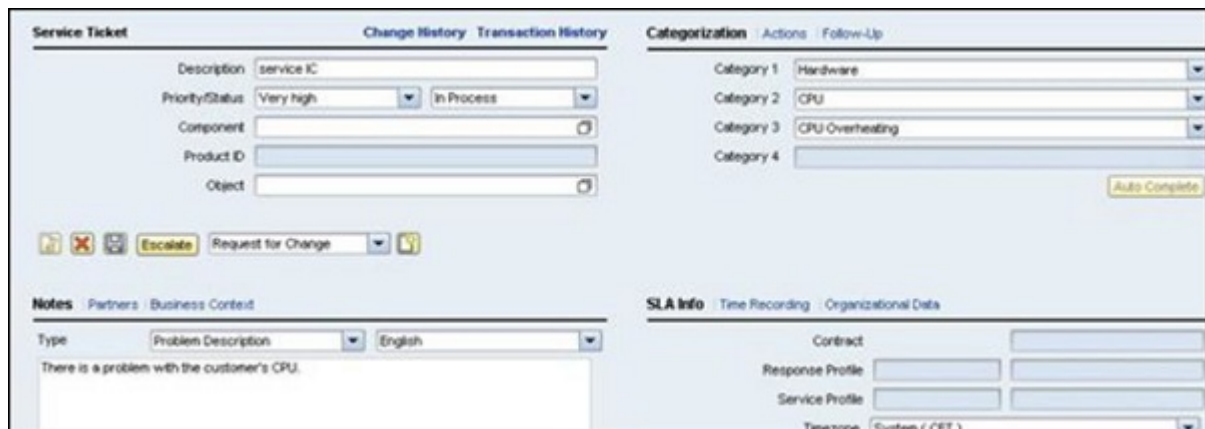 Service Ticket Change History Transaction History
Description service IC
Priority/Status Very high In Process
Component
Product ID
Object
Escalate Request for Change
Categorization Actions Follow-Up
Category 1 Hardware
Category 2 CPU
Category 3 CPU Overheating
Category 4
Auto Complete
Notes Partners Business Context
Type Problem Description English
There is a problem with the customer's CPU.
SLA Info Time Recording Organizational Data
Contract
Response Profile
Service Profile
Timezone System ( CET )